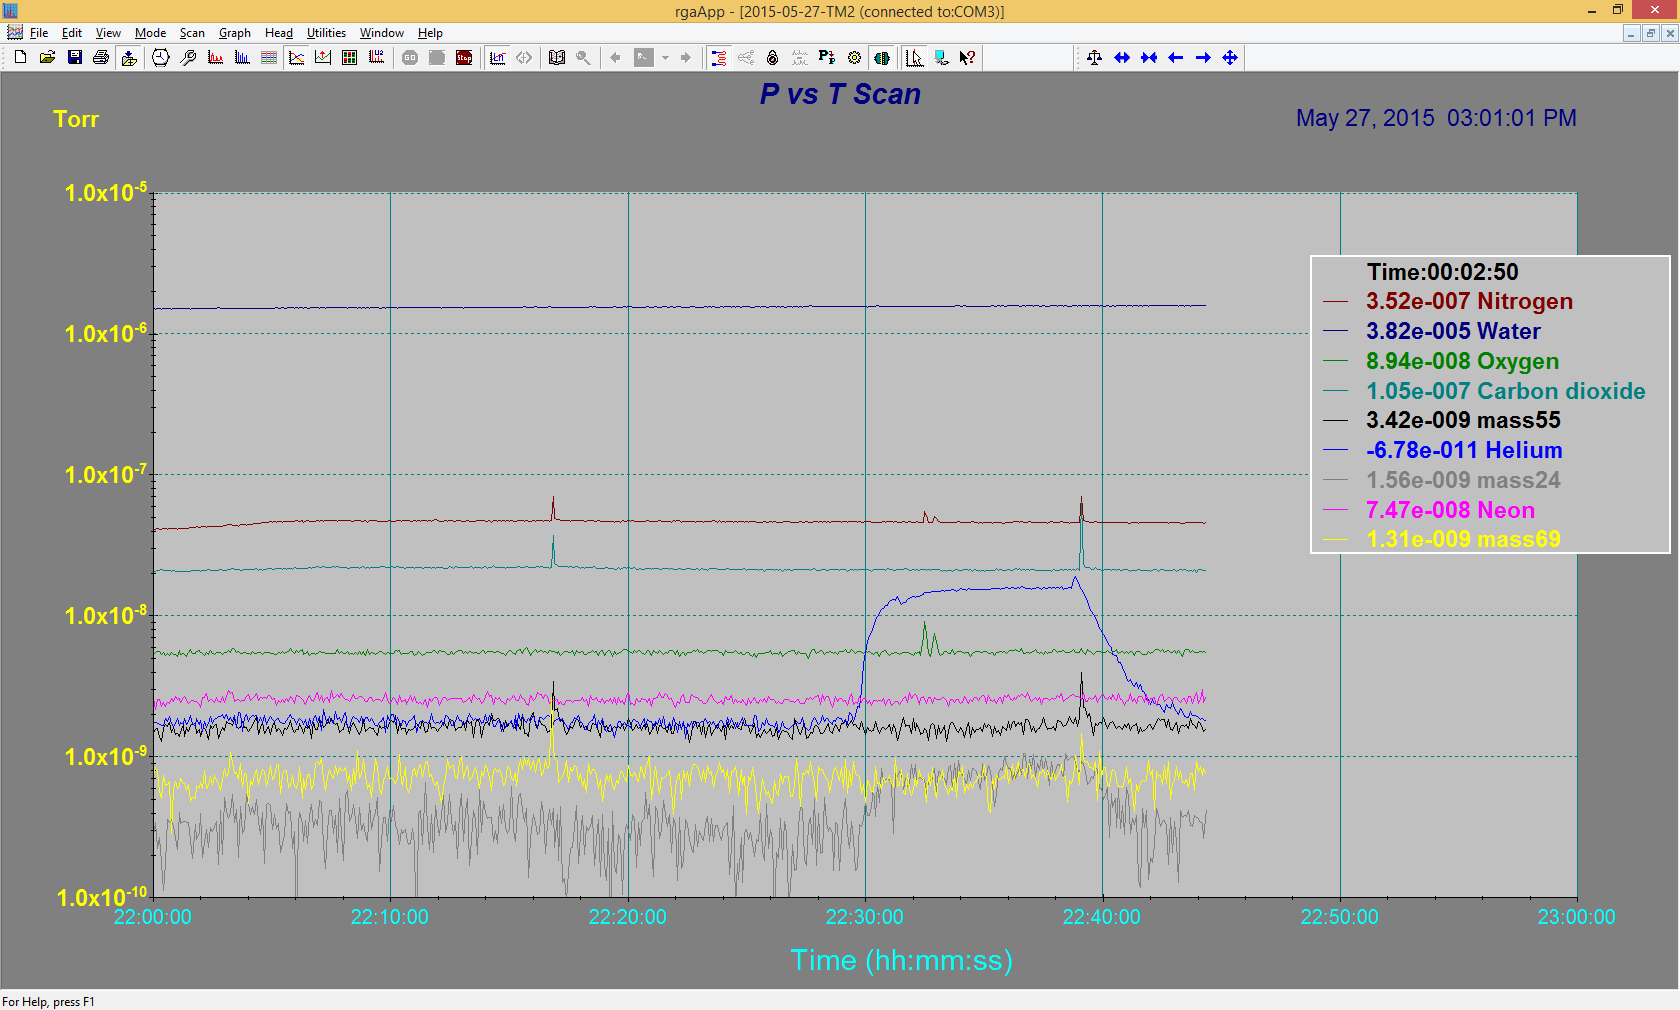 rgaApp - [2015-05-27-TM2 (connected to:COM3)]
File Edit View Mode Scan Graph Head Utilities Window Help
P vs T Scan
Torr
May 27, 2015 03:01:01 PM
1.0x10-5
1.0x10-6
1.0x10-7
1.0x10-8
1.0x10-9
1.0x10-10
Time:00:02:50
3.52e-007 Nitrogen
3.82e-005 Water
8.94e-008 Oxygen
1.05e-007 Carbon dioxide
3.42e-009 mass55
-6.78e-011 Helium
1.56e-009 mass24
7.47e-008 Neon
1.31e-009 mass69
22:00:00 22:10:00 22:20:00 22:30:00 22:40:00 22:50:00 23:00:00
Time (hh:mm:ss)
For Help, press F1